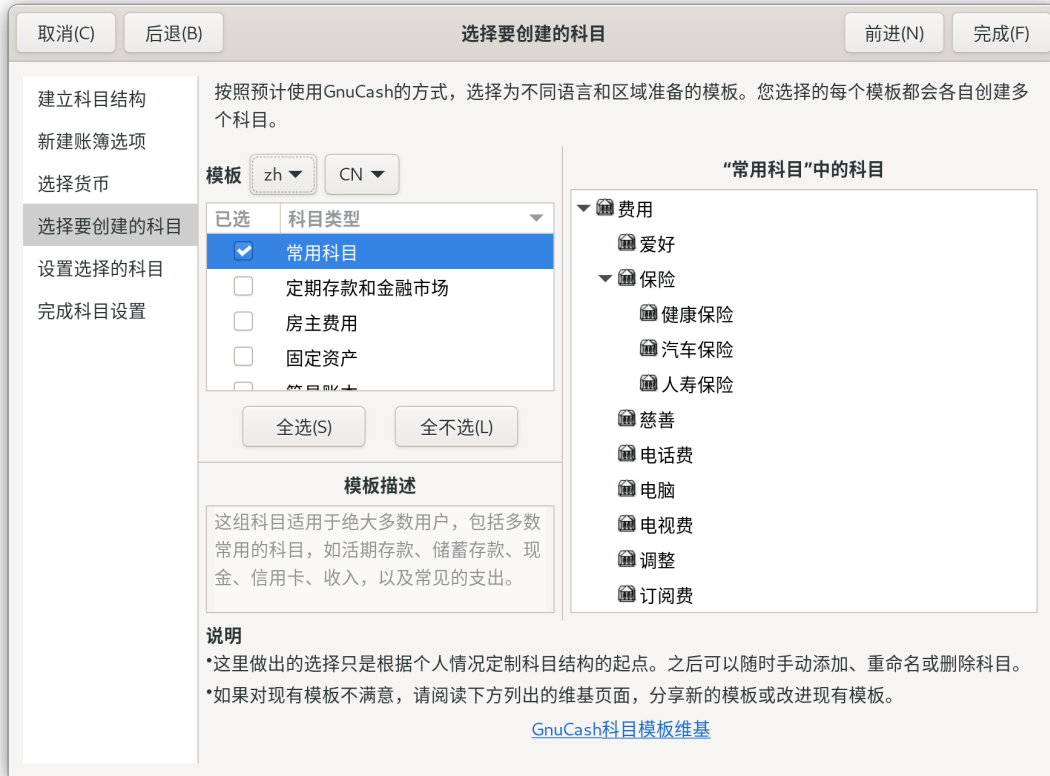 取消(C)
后退(B)
选择要创建的科目
前进(N)
完成(F)
建立科目结构
新建账簿选项
选择货币
选择要创建的科目
设置选择的科目
完成科目设置
按照预计使用GnuCash的方式，选择为不同语言和区域准备的模板。您选择的每个模板都会各自创建多
个科目。
模板
zh
CN
已选
科目类型
常用科目
定期存款和金融市场
房主费用
固定资产
全选(S)
全不选(L)
模板描述
这组科目适用于绝大多数用户，包括多数
常用的科目，如活期存款、储蓄存款、现
金、信用卡、收入，以及常见的支出。
“常用科目”中的科目
费用
爱好
保险
健康保险
汽车保险
人寿保险
慈善
电话费
电脑
电视费
调整
订阅费
说明
•这里做出的选择只是根据个人情况定制科目结构的起点。之后可以随时手动添加、重命名或删除科目。
•如果对现有模板不满意，请阅读下方列出的维基页面，分享新的模板或改进现有模板。
GnuCash科目模板维基